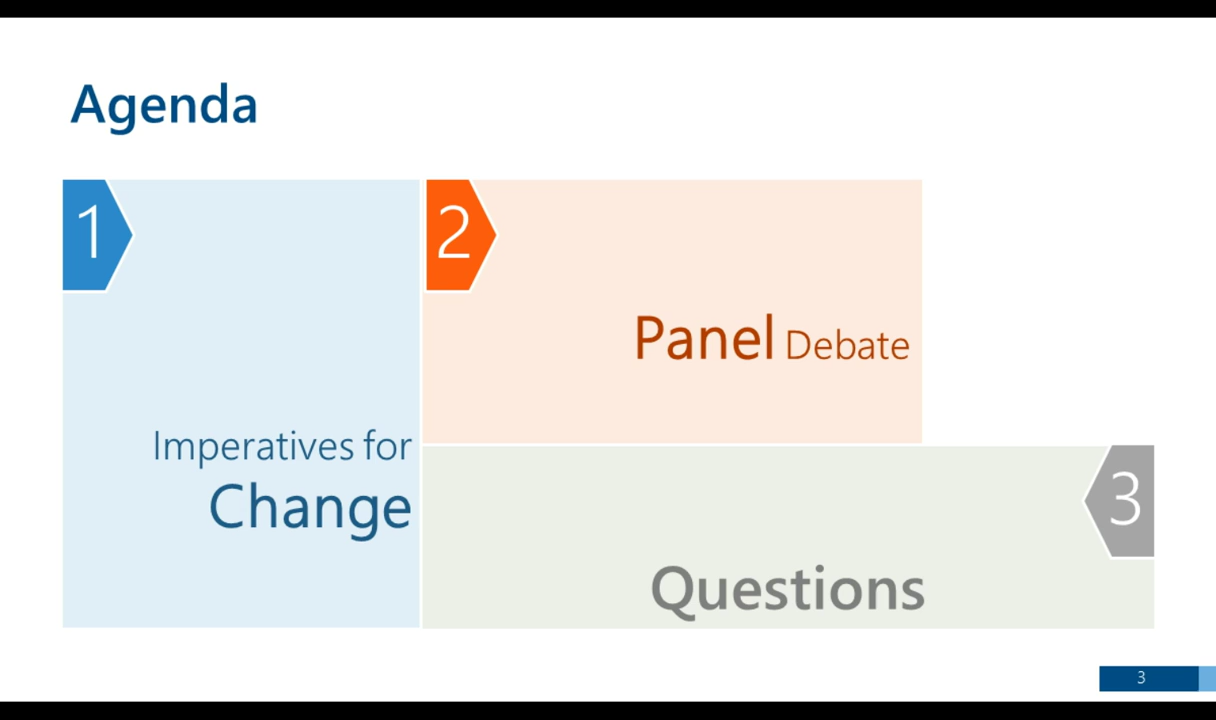 Agenda
1
Imperatives for
Change
2
Panel Debate
3
Questions
3